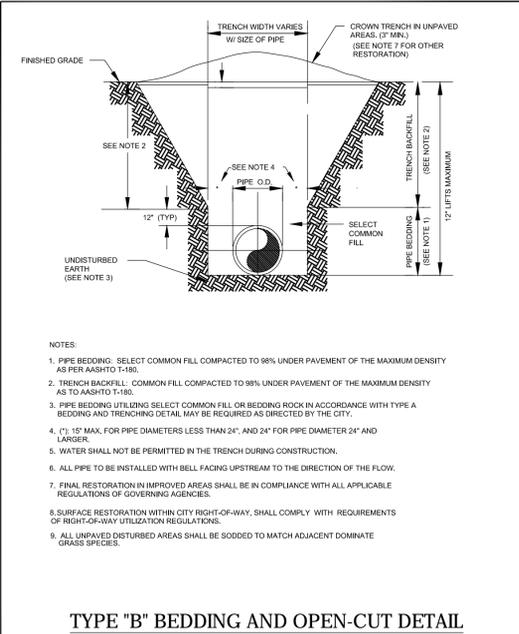 TRENCH WIDTH VARIES
W/ SIZE OF PIPE
CROWN TRENCH IN UNPAVED
AREAS. (3" MIN.)
(SEE NOTE 7 FOR OTHER
RESTORATION)
FINISHED GRADE
SEE NOTE 2
SEE NOTE 4
* *
PIPE O.D.
12" (TYP)
SELECT
COMMON
FILL
UNDISTURBED
EARTH
(SEE NOTE 3)
TRENCH BACKFILL
(SEE NOTE 2)
PIPE BEDDING
(SEE NOTE 1)
12" LIFTS MAXIMUM
NOTES:
1. PIPE BEDDING: SELECT COMMON FILL COMPACTED TO 98% UNDER PAVEMENT OF THE MAXIMUM DENSITY
AS PER AASHTO T-180.
2. TRENCH BACKFILL: COMMON FILL COMPACTED TO 98% UNDER PAVEMENT OF THE MAXIMUM DENSITY
AS TO AASHTO T-180.
3. PIPE BEDDING UTILIZING SELECT COMMON FILL OR BEDDING ROCK IN ACCORDANCE WITH TYPE A
BEDDING AND TRENCHING DETAIL MAY BE REQUIRED AS DIRECTED BY THE CITY.
4. (*): 15" MAX. FOR PIPE DIAMETERS LESS THAN 24", AND 24" FOR PIPE DIAMETER 24" AND
LARGER.
5. WATER SHALL NOT BE PERMITTED IN THE TRENCH DURING CONSTRUCTION.
6. ALL PIPE TO BE INSTALLED WITH BELL FACING UPSTREAM TO THE DIRECTION OF THE FLOW.
7. FINAL RESTORATION IN IMPROVED AREAS SHALL BE IN COMPLIANCE WITH ALL APPLICABLE
REGULATIONS OF GOVERNING AGENCIES.
8.SURFACE RESTORATION WITHIN CITY RIGHT-OF-WAY, SHALL COMPLY WITH REQUIREMENTS
OF RIGHT-OF-WAY UTILIZATION REGULATIONS.
9. ALL UNPAVED DISTURBED AREAS SHALL BE SODDED TO MATCH ADJACENT DOMINATE
GRASS SPECIES.
TYPE "B" BEDDING AND OPEN-CUT DETAIL